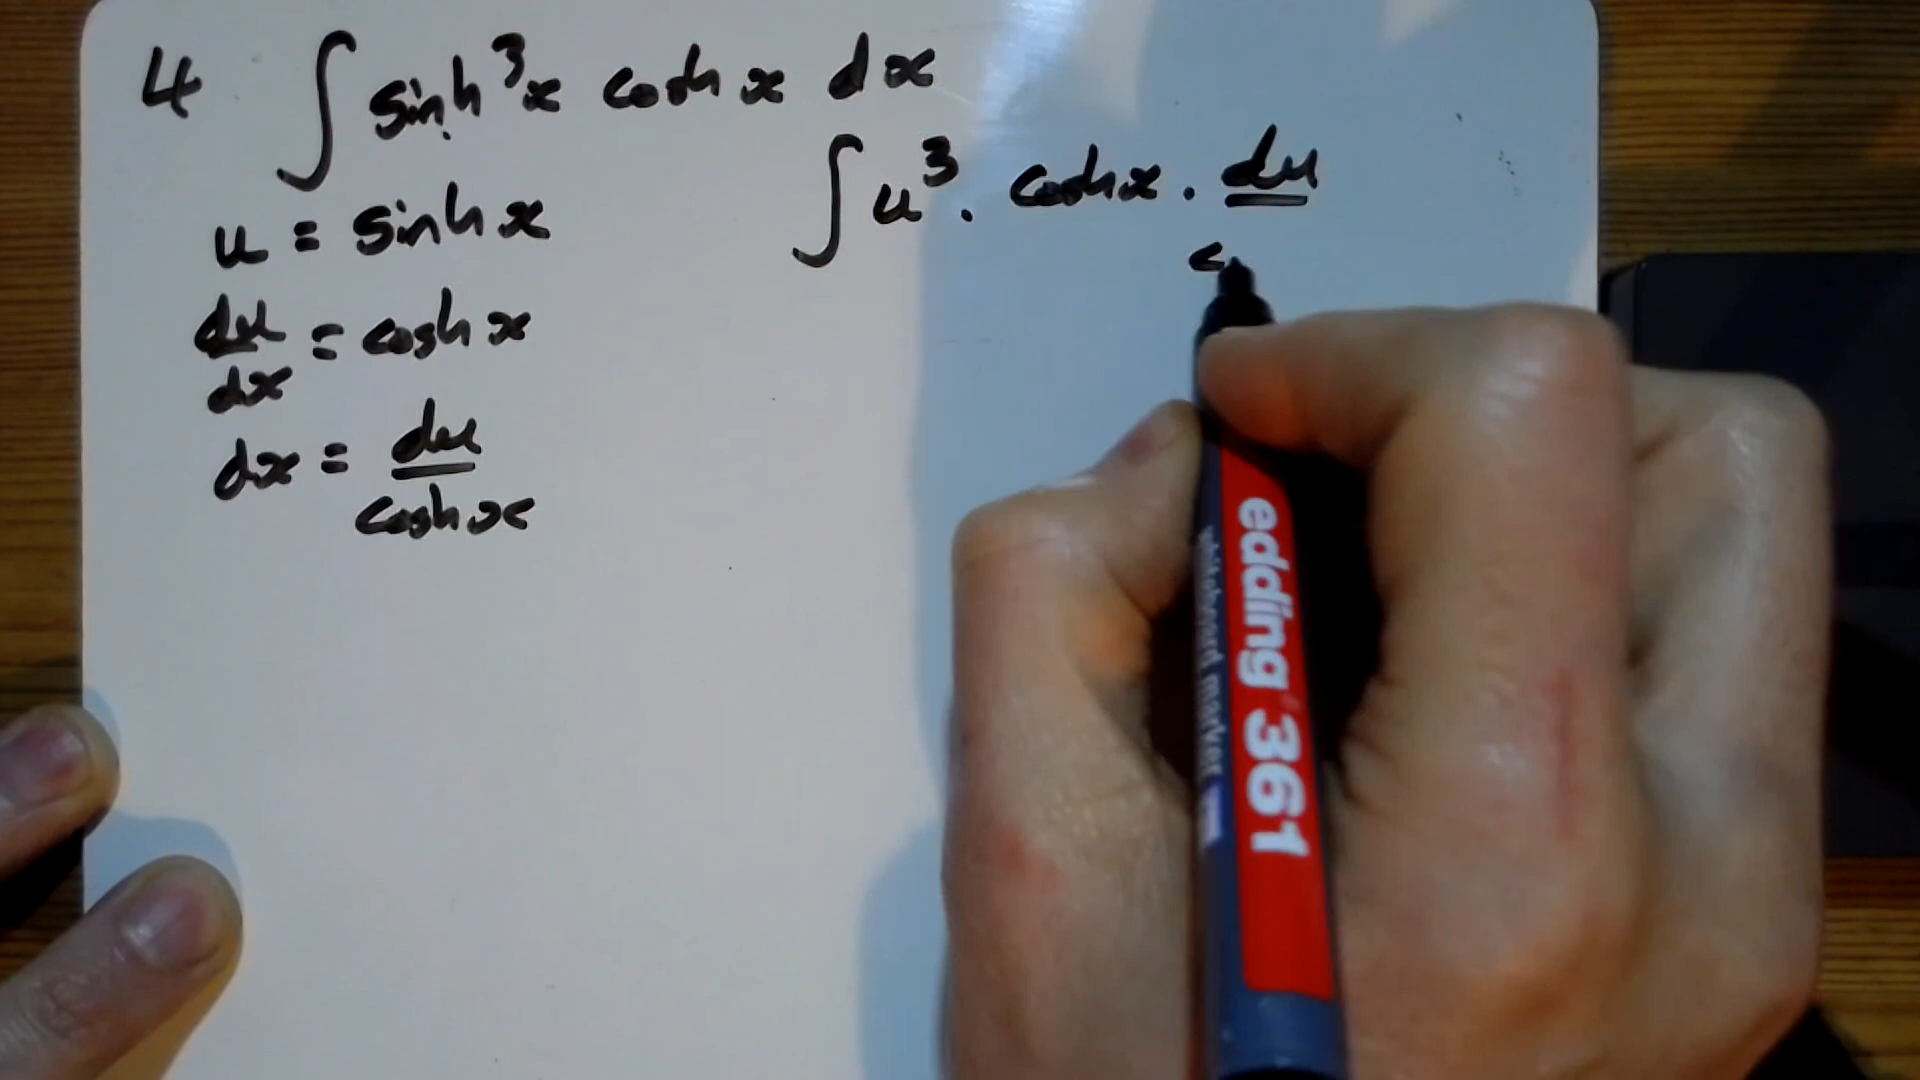 4 ∫ sinh³x cosh x dx
u = sinh x
du/dx = cosh x
dx = du/cosh x
∫ u³ . cosh x . du/c
edding 361
whiteboard marker